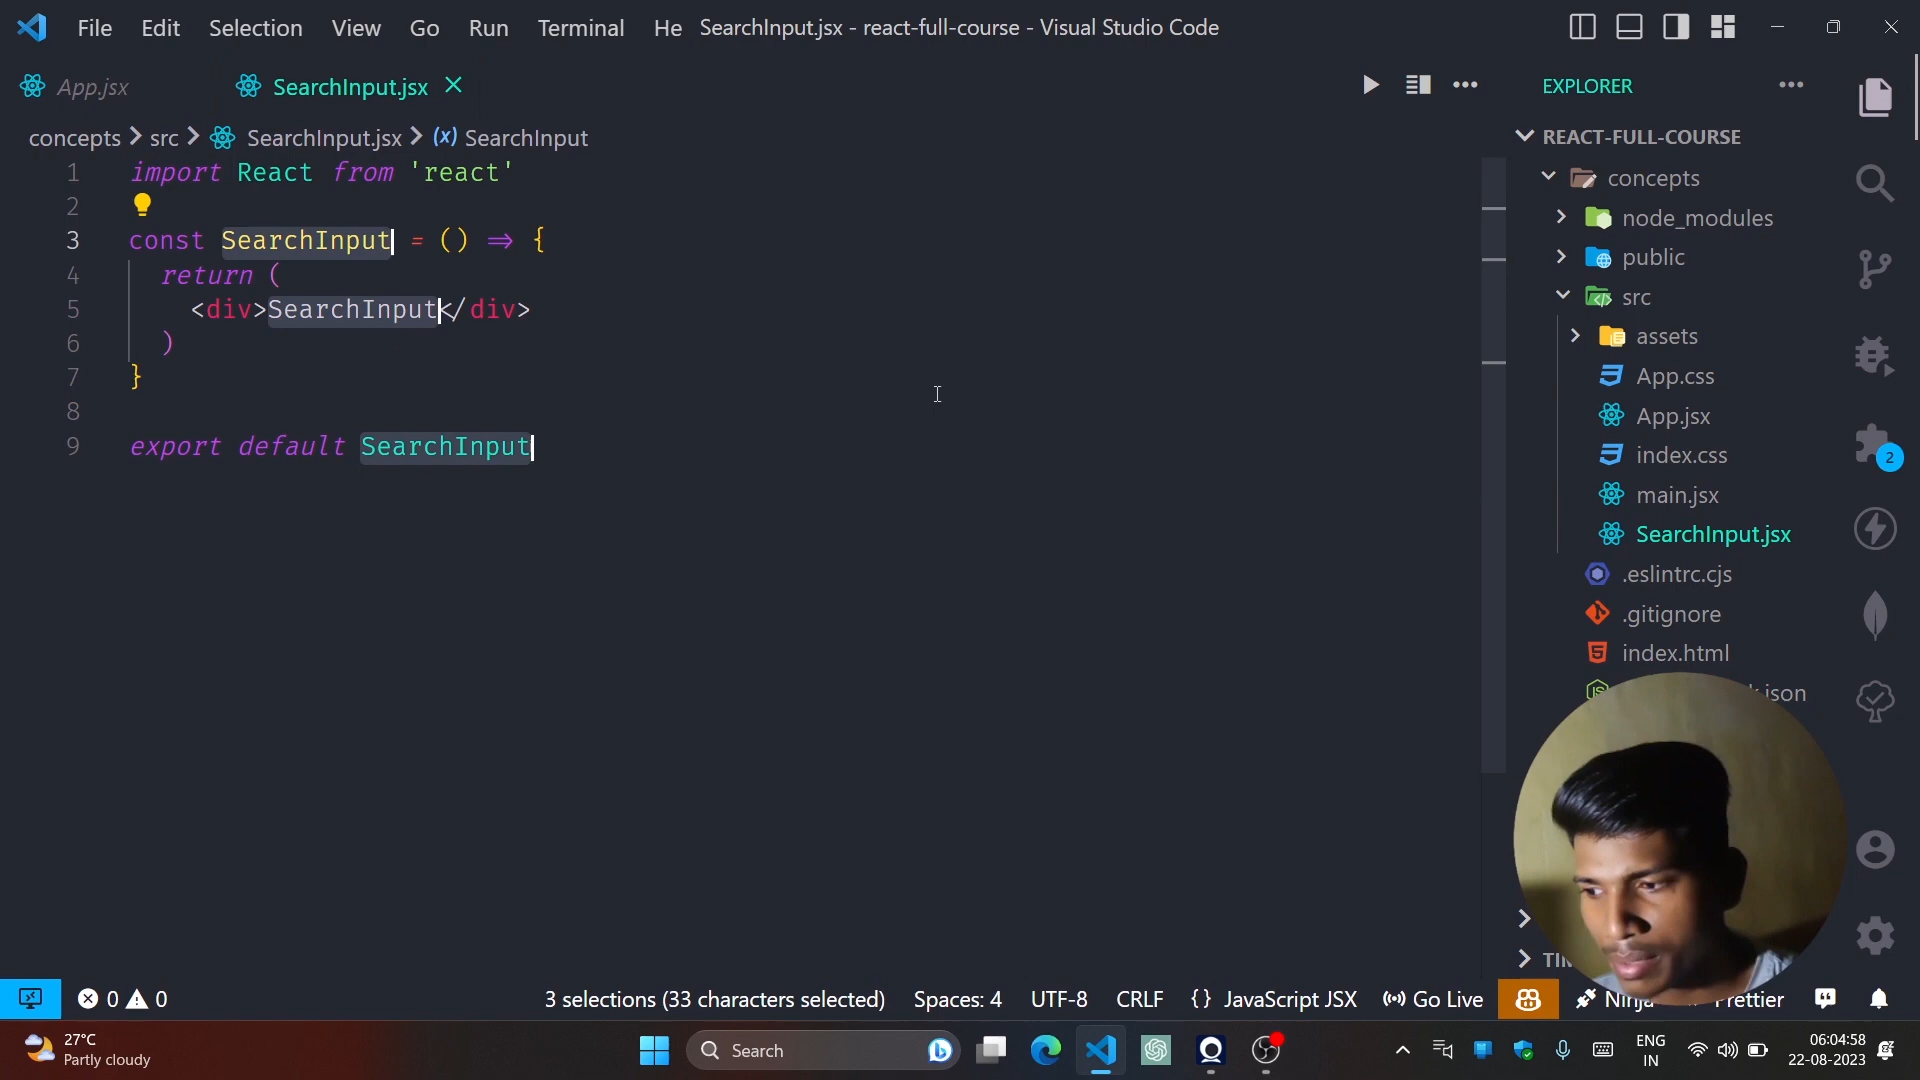 File Edit Selection View Go Run Terminal He SearchInput.jsx - react-full-course - Visual Studio Code
App.jsx SearchInput.jsx
concepts > src > SearchInput.jsx > SearchInput
1 import React from 'react'
2
3 const SearchInput = () => {
4 return (
5 <div>SearchInput</div>
6 )
7 }
8
9 export default SearchInput
EXPLORER
REACT-FULL-COURSE
concepts
node_modules
public
src
assets
App.css
App.jsx
index.css
main.jsx
SearchInput.jsx
.eslintrc.cjs
.gitignore
index.html
json
2
0 0 3 selections (33 characters selected) Spaces: 4 UTF-8 CRLF {} JavaScript JSX Go Live Ninja Prettier
27°C
Partly cloudy
Search
ENG
IN
06:04:58
22-08-2023